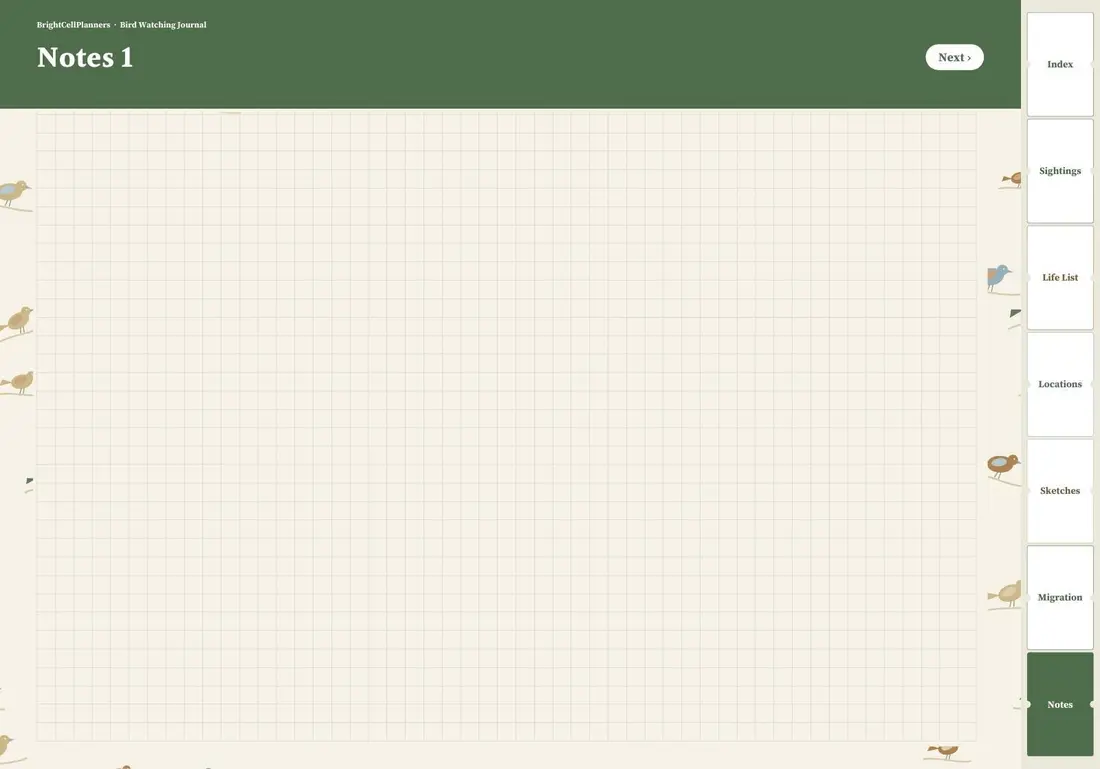 BrightCellPlanners · Bird Watching Journal
Notes 1
Next ›
Index
Sightings
Life List
Locations
Sketches
Migration
Notes